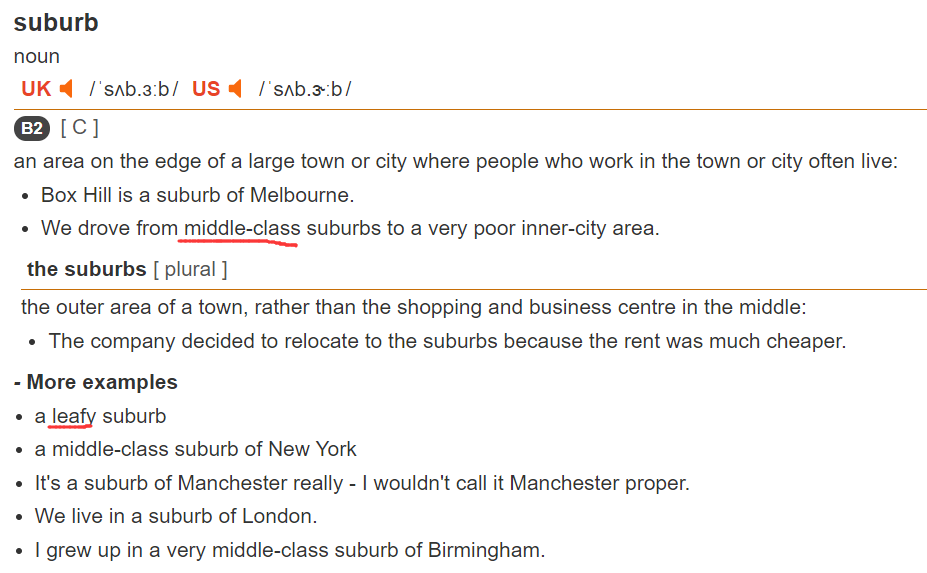 suburb
noun
UK /ˈsʌb.ɜːb/ US /ˈsʌb.ɝːb/
B2 [ C ]
an area on the edge of a large town or city where people who work in the town or city often live:
• Box Hill is a suburb of Melbourne.
• We drove from middle-class suburbs to a very poor inner-city area.
the suburbs [ plural ]
the outer area of a town, rather than the shopping and business centre in the middle:
• The company decided to relocate to the suburbs because the rent was much cheaper.
- More examples
• a leafy suburb
• a middle-class suburb of New York
• It's a suburb of Manchester really - I wouldn't call it Manchester proper.
• We live in a suburb of London.
• I grew up in a very middle-class suburb of Birmingham.